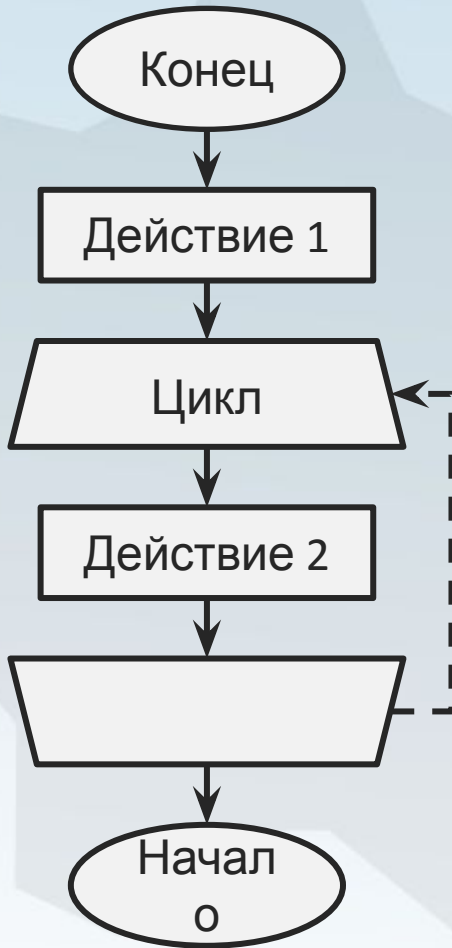 Конец
Действие 1
Цикл
Действие 2
Начал
о